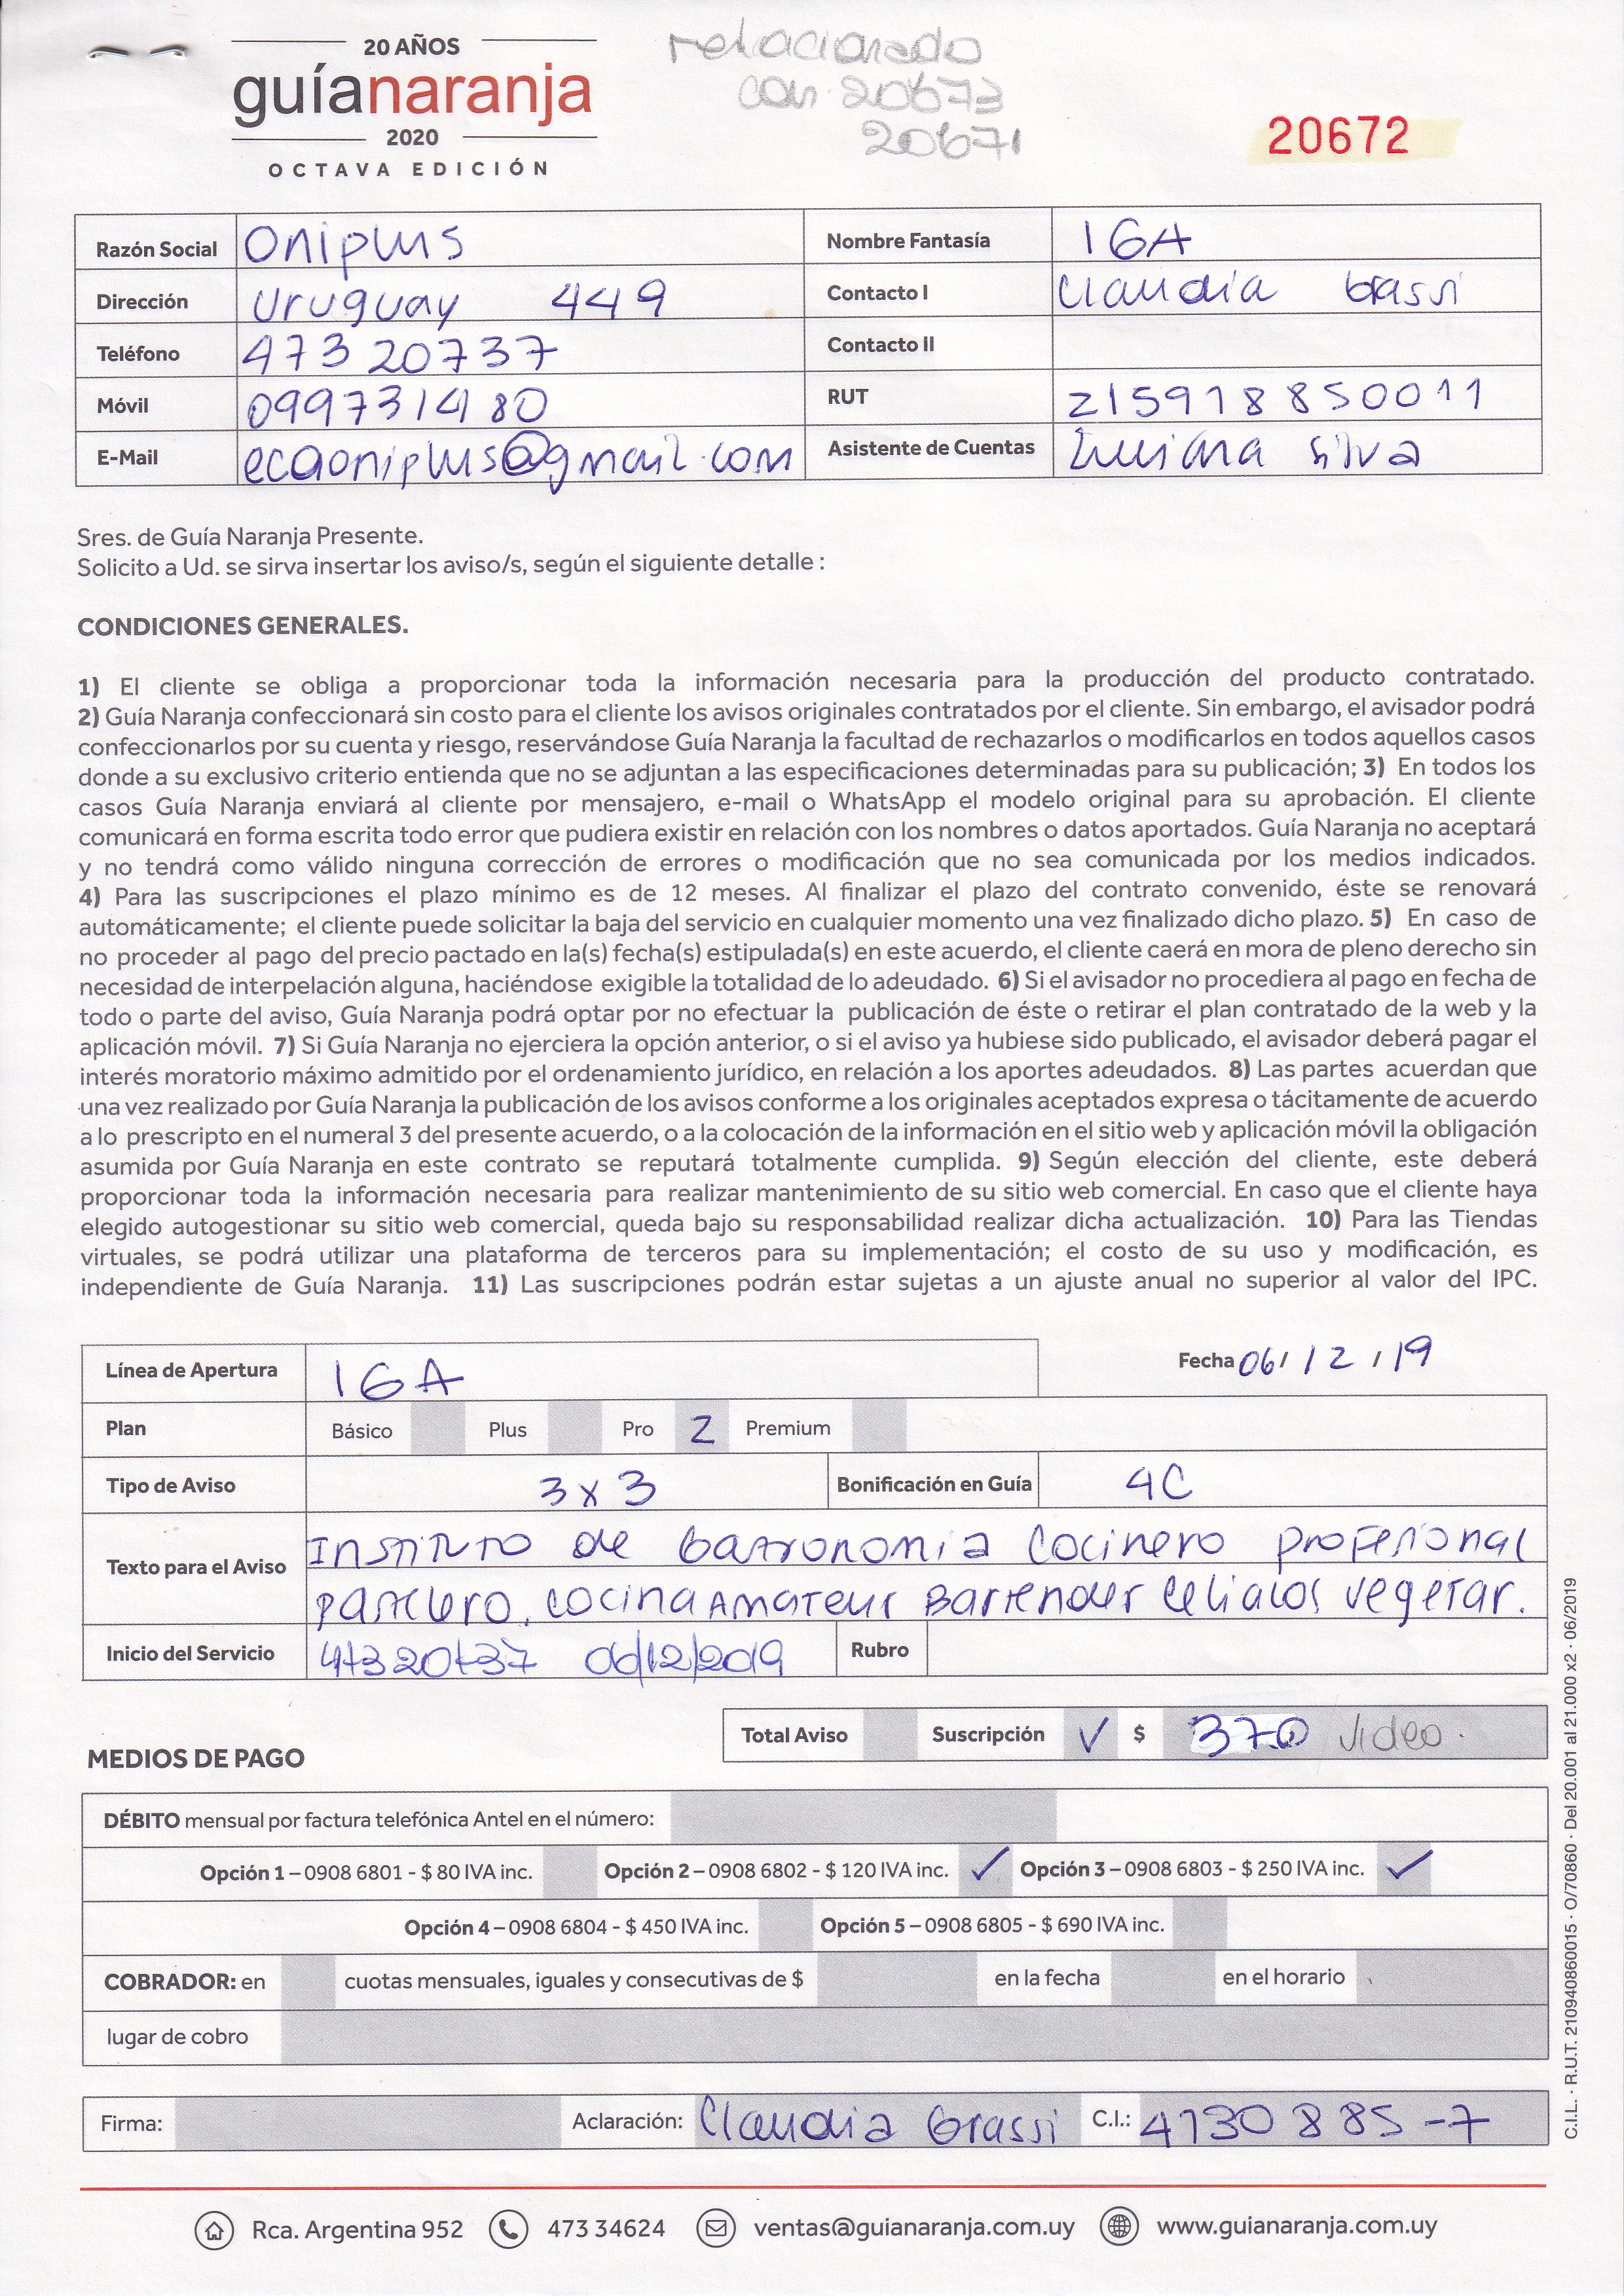 20 AÑOS
guíanaranja
2020
OCTAVA EDICIÓN
relacionado
con 20673
20671
20672
Razón Social Oniplus Nombre Fantasía IGA
Dirección Uruguay 449 Contacto I Claudia Grassi
Teléfono 473 20737 Contacto II
Móvil 099731480 RUT 215918850011
E-Mail ecaoniplus@gmail.com Asistente de Cuentas Luciana Silva
Sres. de Guía Naranja Presente.
Solicito a Ud. se sirva insertar los aviso/s, según el siguiente detalle :
CONDICIONES GENERALES.
1) El cliente se obliga a proporcionar toda la información necesaria para la producción del producto contratado.
2) Guía Naranja confeccionará sin costo para el cliente los avisos originales contratados por el cliente. Sin embargo, el avisador podrá
confeccionarlos por su cuenta y riesgo, reservándose Guía Naranja la facultad de rechazarlos o modificarlos en todos aquellos casos
donde a su exclusivo criterio entienda que no se adjuntan a las especificaciones determinadas para su publicación; 3) En todos los
casos Guía Naranja enviará al cliente por mensajero, e-mail o WhatsApp el modelo original para su aprobación. El cliente
comunicará en forma escrita todo error que pudiera existir en relación con los nombres o datos aportados. Guía Naranja no aceptará
y no tendrá como válido ninguna corrección de errores o modificación que no sea comunicada por los medios indicados.
4) Para las suscripciones el plazo mínimo es de 12 meses. Al finalizar el plazo del contrato convenido, éste se renovará
automáticamente; el cliente puede solicitar la baja del servicio en cualquier momento una vez finalizado dicho plazo. 5) En caso de
no proceder al pago del precio pactado en la(s) fecha(s) estipulada(s) en este acuerdo, el cliente caerá en mora de pleno derecho sin
necesidad de interpelación alguna, haciéndose exigible la totalidad de lo adeudado. 6) Si el avisador no procediera al pago en fecha de
todo o parte del aviso, Guía Naranja podrá optar por no efectuar la publicación de éste o retirar el plan contratado de la web y la
aplicación móvil. 7) Si Guía Naranja no ejerciera la opción anterior, o si el aviso ya hubiese sido publicado, el avisador deberá pagar el
interés moratorio máximo admitido por el ordenamiento jurídico, en relación a los aportes adeudados. 8) Las partes acuerdan que
una vez realizado por Guía Naranja la publicación de los avisos conforme a los originales aceptados expresa o tácitamente de acuerdo
a lo prescripto en el numeral 3 del presente acuerdo, o a la colocación de la información en el sitio web y aplicación móvil la obligación
asumida por Guía Naranja en este contrato se reputará totalmente cumplida. 9) Según elección del cliente, este deberá
proporcionar toda la información necesaria para realizar mantenimiento de su sitio web comercial. En caso que el cliente haya
elegido autogestionar su sitio web comercial, queda bajo su responsabilidad realizar dicha actualización. 10) Para las Tiendas
virtuales, se podrá utilizar una plataforma de terceros para su implementación; el costo de su uso y modificación, es
independiente de Guía Naranja. 11) Las suscripciones podrán estar sujetas a un ajuste anual no superior al valor del IPC.
Línea de Apertura IGA Fecha 06/ 12 /19
Plan Básico Plus Pro 2 Premium
Tipo de Aviso 3x3 Bonificación en Guía 4C
Texto para el Aviso Instituto de Gastronomia Cocinero profesional
pastelero. cocina Amateur Bartender Celiacos vegetar.
Inicio del Servicio 47320737 06/12/2019 Rubro
Total Aviso Suscripción ✓ $ 370 video.
MEDIOS DE PAGO
DÉBITO mensual por factura telefónica Antel en el número:
Opción 1 – 0908 6801 - $ 80 IVA inc. Opción 2 – 0908 6802 - $ 120 IVA inc. ✓ Opción 3 – 0908 6803 - $ 250 IVA inc. ✓
Opción 4 – 0908 6804 - $ 450 IVA inc. Opción 5 – 0908 6805 - $ 690 IVA inc.
COBRADOR: en cuotas mensuales, iguales y consecutivas de $ en la fecha en el horario
lugar de cobro
Firma: Aclaración: Claudia Grassi C.I.: 4130885-7
Rca. Argentina 952 473 34624 ventas@guianaranja.com.uy www.guianaranja.com.uy
C.I.L. · R.U.T. 210940860015 · O/70860 · Del 20.001 al 21.000 x2 · 06/2019